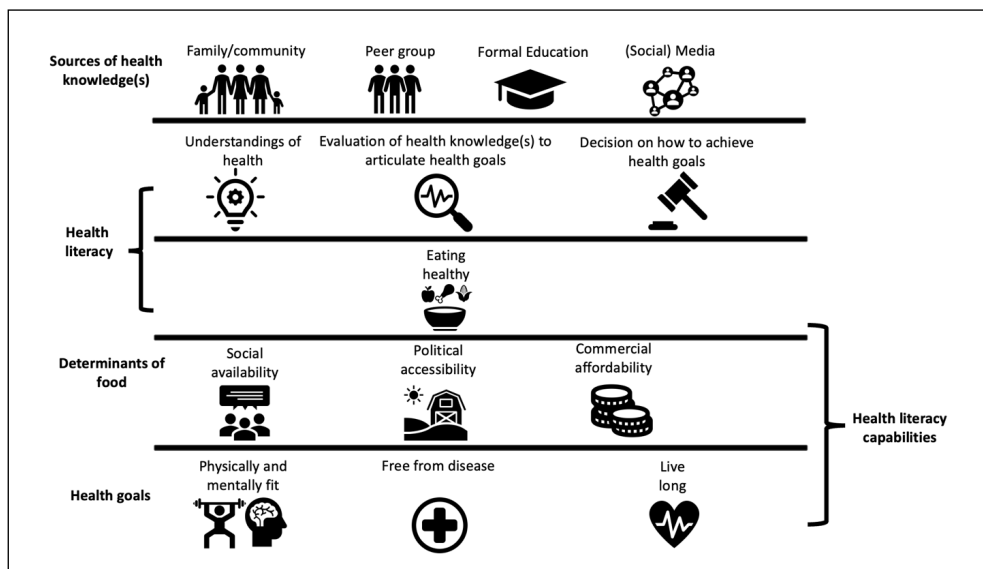 Sources of health
knowledge(s)
Family/community
Peer group
Formal Education
(Social) Media
Understandings of
health
Evaluation of health knowledge(s) to
articulate health goals
Decision on how to achieve
health goals
Health
literacy
Eating
healthy
Determinants of
food
Social
availability
Political
accessibility
Commercial
affordability
Health literacy
capabilities
Health goals
Physically and
mentally fit
Free from disease
Live
long